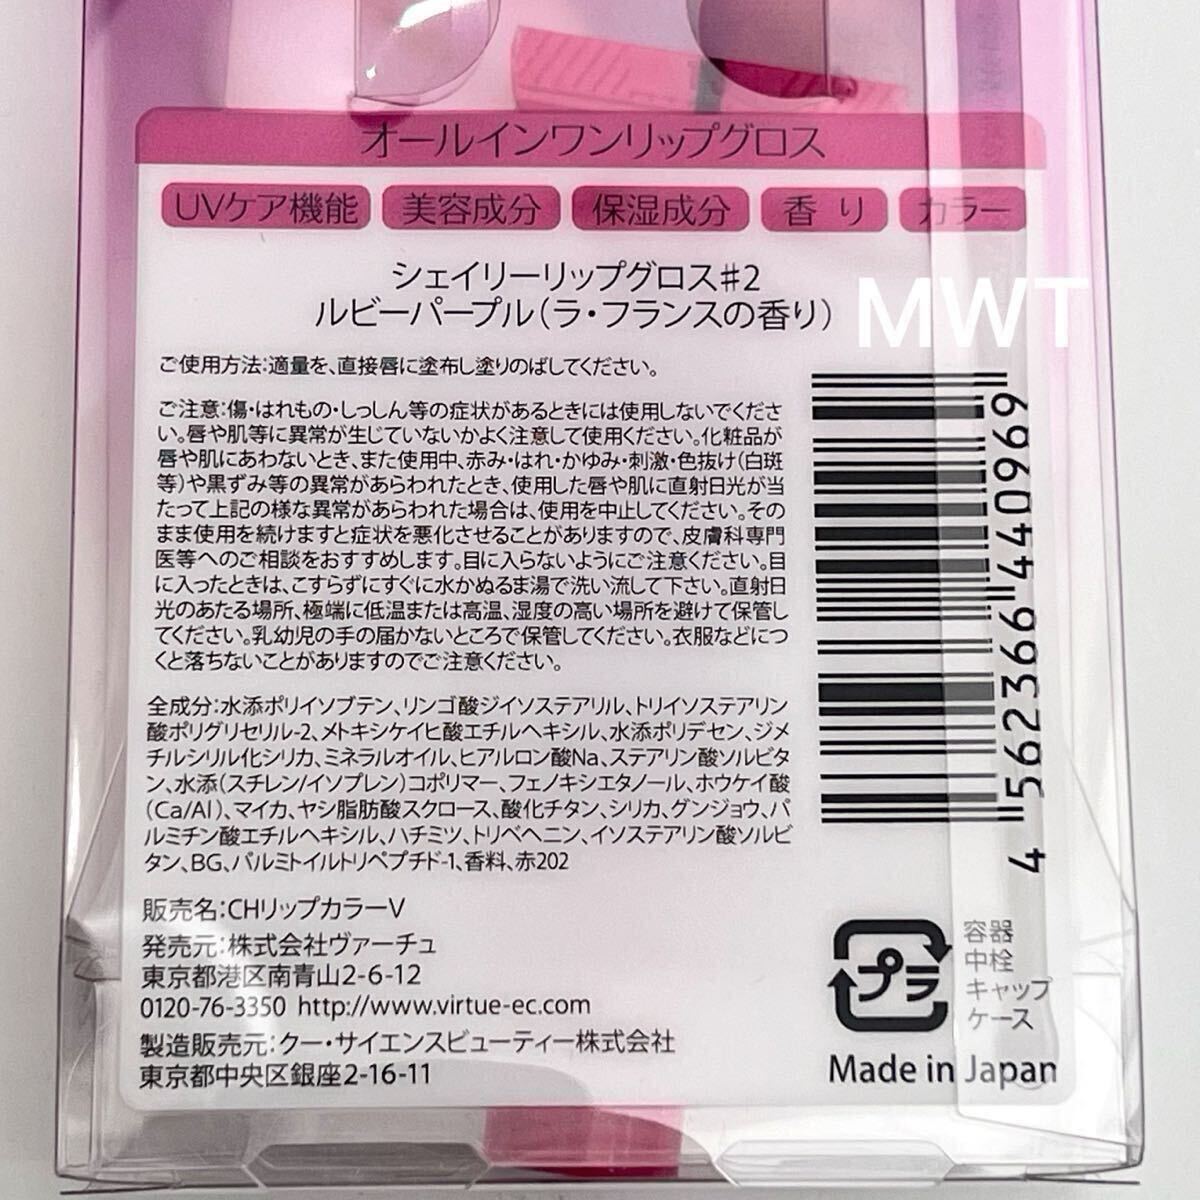 オールインワンリップグロス
UVケア機能 美容成分 保湿成分 香り カラー
シェイリーリップグロス♯2
ルビーパープル(ラ・フランスの香り)
MWT
ご使用方法:適量を、直接唇に塗布し塗りのばしてください。
ご注意:傷・はれもの・しっしん等の症状があるときには使用しないでくださ
い。唇や肌等に異常が生じていないかよく注意して使用ください。化粧品が
唇や肌にあわないとき、また使用中、赤み・はれ・かゆみ・刺激・色抜け(白斑
等)や黒ずみ等の異常があらわれたとき、使用した唇や肌に直射日光が当
たって上記の様な異常があらわれた場合は、使用を中止してください。その
まま使用を続けますと症状を悪化させることがありますので、皮膚科専門
医等へのご相談をおすすめします。目に入らないようにご注意ください。目
に入ったときは、こすらずにすぐに水かぬるま湯で洗い流して下さい。直射日
光のあたる場所、極端に低温または高温、湿度の高い場所を避けて保管し
てください。乳幼児の手の届かないところで保管してください。衣服などにつ
くと落ちないことがありますのでご注意ください。
全成分:水添ポリイソブテン、リンゴ酸ジイソステアリル、トリイソステアリン
酸ポリグリセリル-2、メトキシケイヒ酸エチルヘキシル、水添ポリデセン、ジメ
チルシリル化シリカ、ミネラルオイル、ヒアルロン酸Na、ステアリン酸ソルビタ
ン、水添(スチレン/イソプレン)コポリマー、フェノキシエタノール、ホウケイ酸
(Ca/Al)、マイカ、ヤシ脂肪酸スクロース、酸化チタン、シリカ、グンジョウ、パ
ルミチン酸エチルヘキシル、ハチミツ、トリベヘニン、イソステアリン酸ソルビ
タン、BG、パルミトイルトリペプチド-1、香料、赤202
4562366440969
販売名:CHリップカラーV
発売元:株式会社ヴァーチュ
東京都港区南青山2-6-12
0120-76-3350 http://www.virtue-ec.com
製造販売元:クー・サイエンスビューティー株式会社
東京都中央区銀座2-16-11
プラ
容器
中栓
キャップ
ケース
Made in Japan